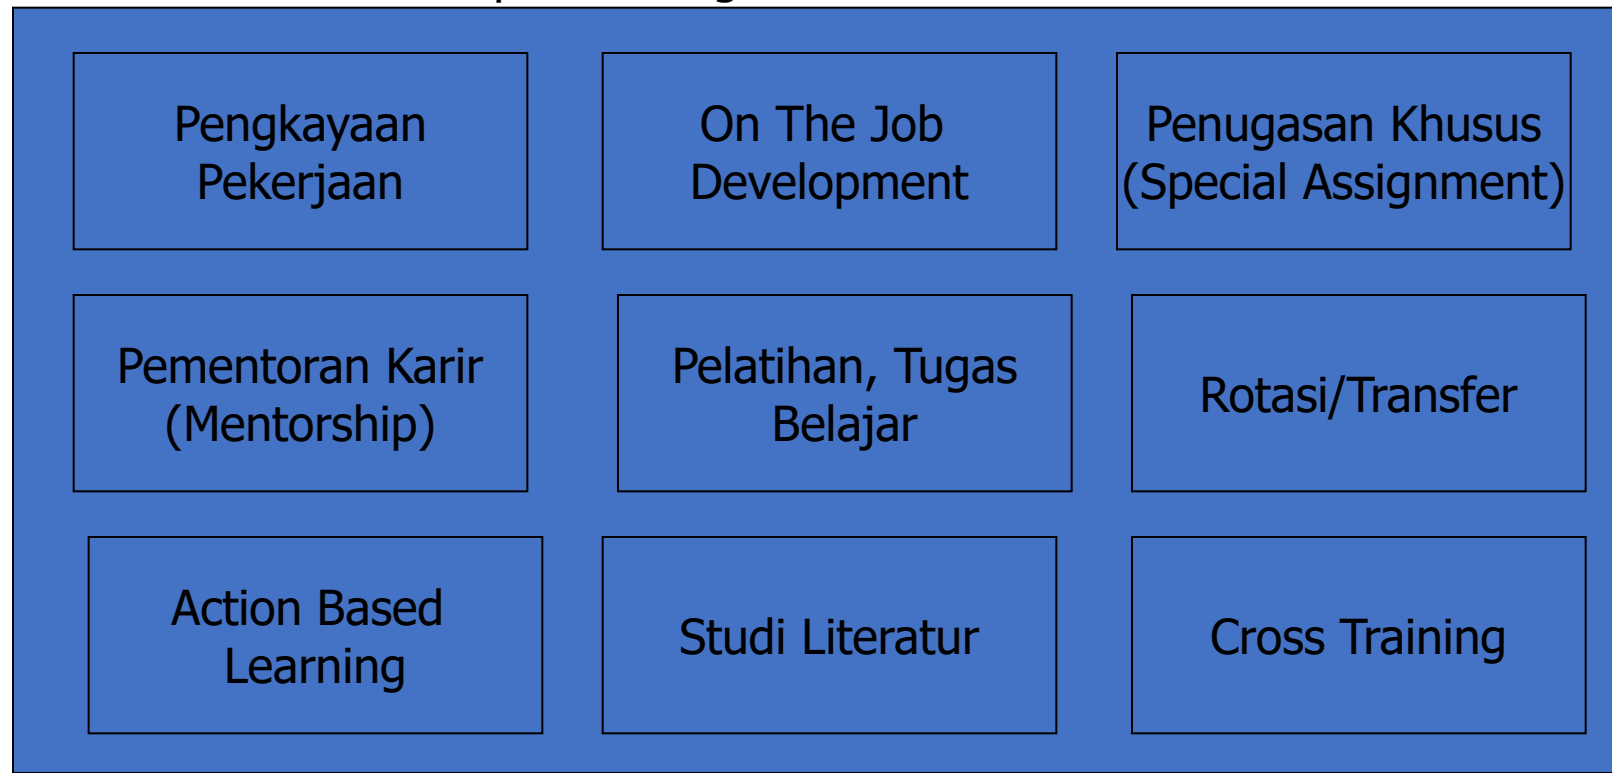 Pengkayaan
Pekerjaan
On The Job
Development
Penugasan Khusus
(Special Assignment)
Pementoran Karir
(Mentorship)
Pelatihan, Tugas
Belajar
Rotasi/Transfer
Action Based
Learning
Studi Literatur
Cross Training